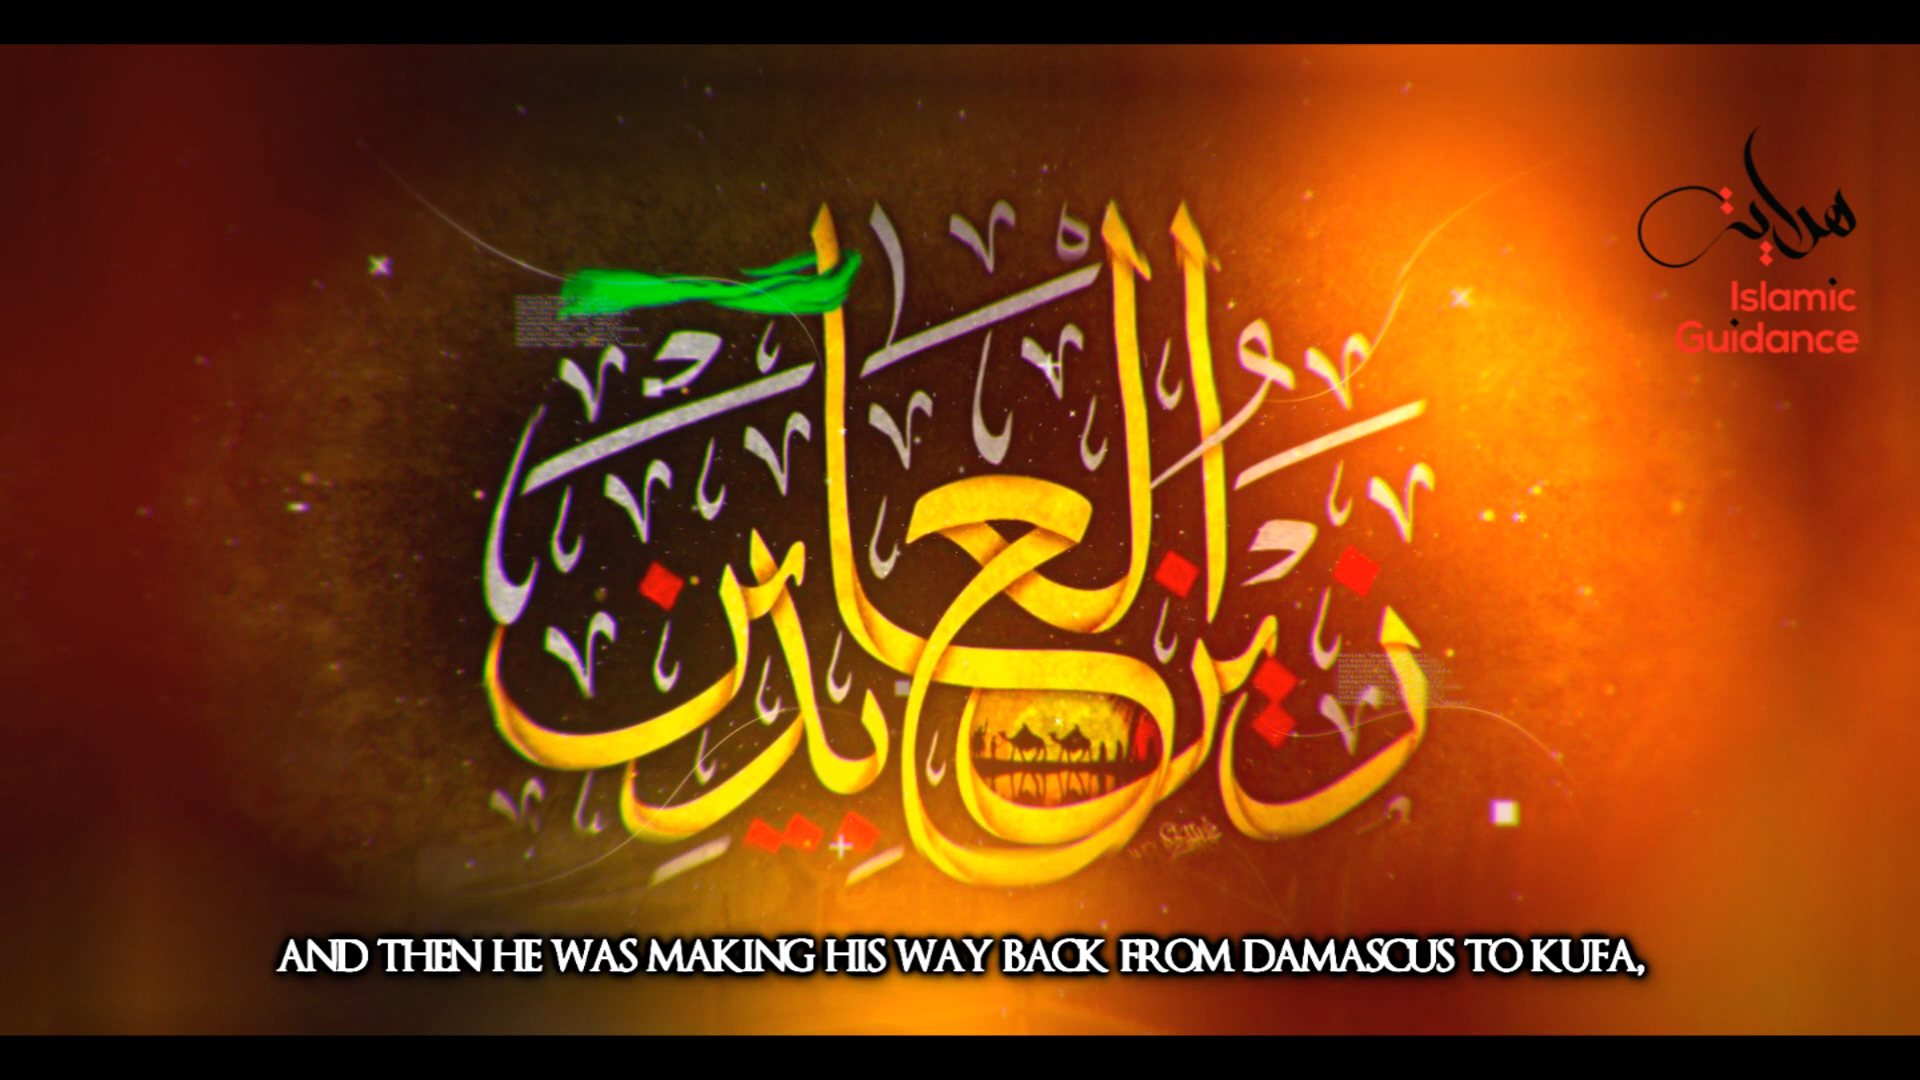 هداية
Islamic
Guidance
زين العابدين
AND THEN HE WAS MAKING HIS WAY BACK FROM DAMASCUS TO KUFA,